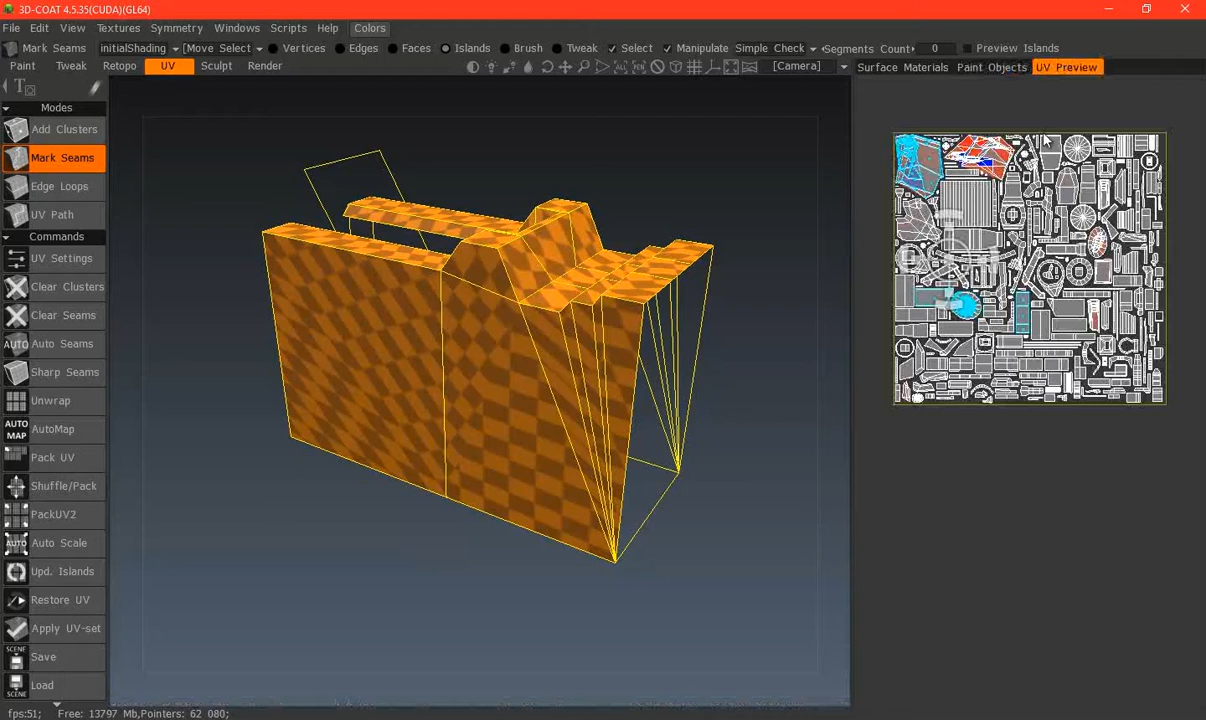 3D-COAT 4.5.35(CUDA)(GL64)
File Edit View Textures Symmetry Windows Scripts Help Colors
Mark Seams initialShading [Move Select Vertices Edges Faces Islands Brush Tweak Select Manipulate Simple Check Segments Count 0 Preview Islands
Paint Tweak Retopo UV Sculpt Render [Camera] Surface Materials Paint Objects UV Preview
T
Modes
Add Clusters
Mark Seams
Edge Loops
UV Path
Commands
UV Settings
Clear Clusters
Clear Seams
AUTO Auto Seams
Sharp Seams
Unwrap
AUTO MAP AutoMap
Pack UV
Shuffle/Pack
PackUV2
AUTO Auto Scale
Upd. Islands
Restore UV
Apply UV-set
SCENE Save
Load
SCENE
fps:51; Free: 13797 Mb,Pointers: 62 080;